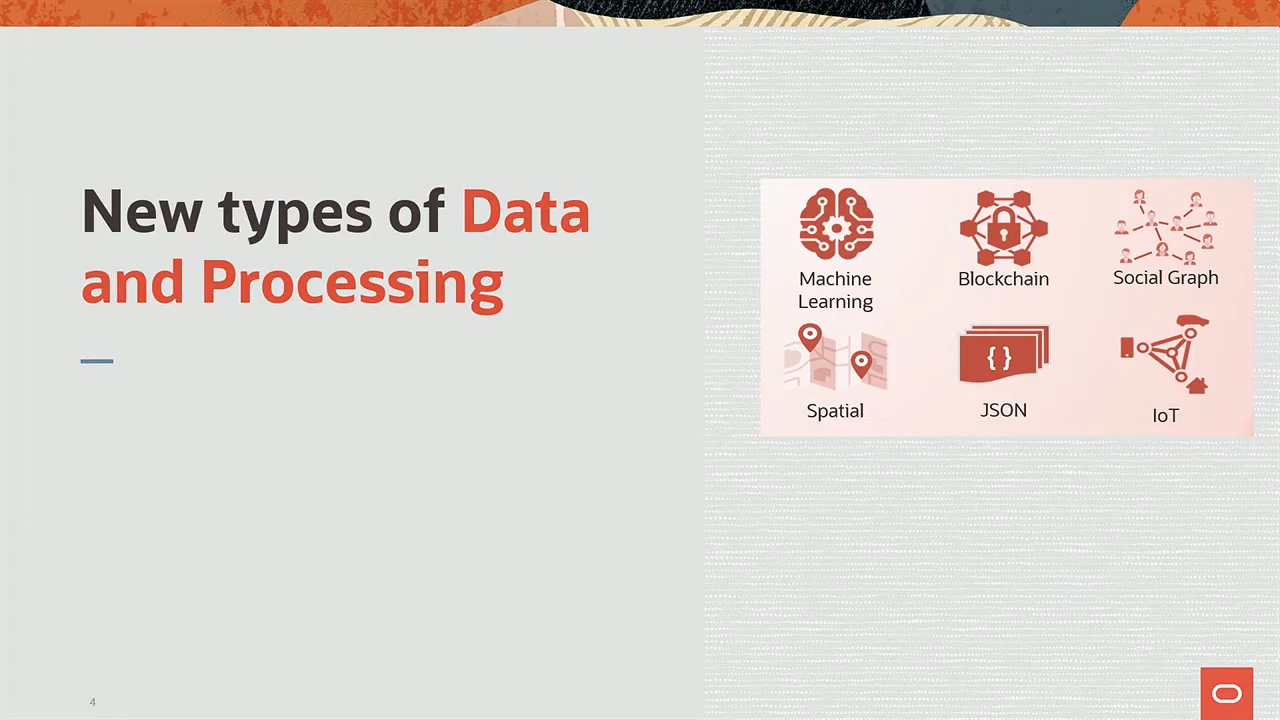 New types of Data
and Processing
Machine
Learning
Blockchain
Social Graph
Spatial
{ }
JSON
IoT
4